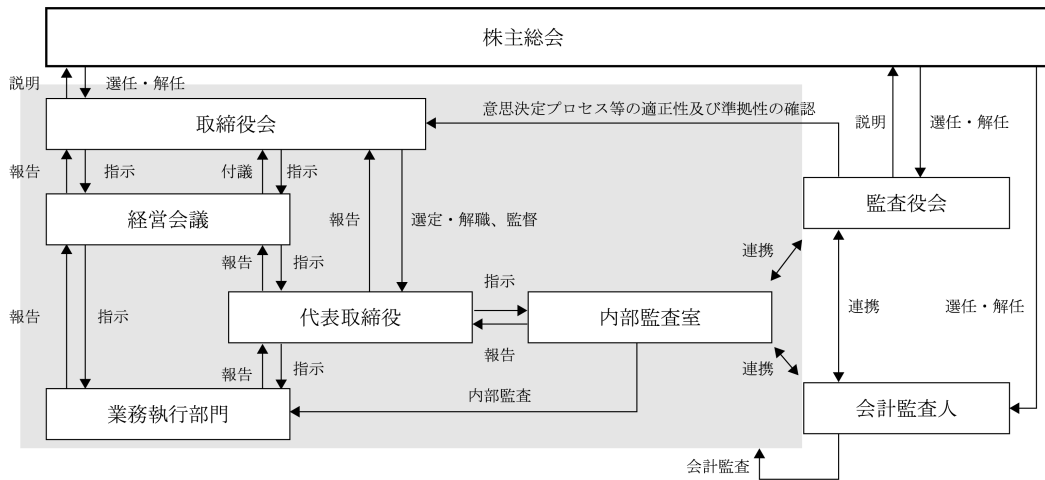 株主総会
説明
選任・解任
取締役会
意思決定プロセス等の適正性及び準拠性の確認
説明
選任・解任
報告
指示
付議
指示
経営会議
報告
選定・解職、監督
監査役会
報告
指示
連携
指示
代表取締役
内部監査室
報告
指示
連携
選任・解任
報告
報告
指示
連携
内部監査
業務執行部門
会計監査人
会計監査